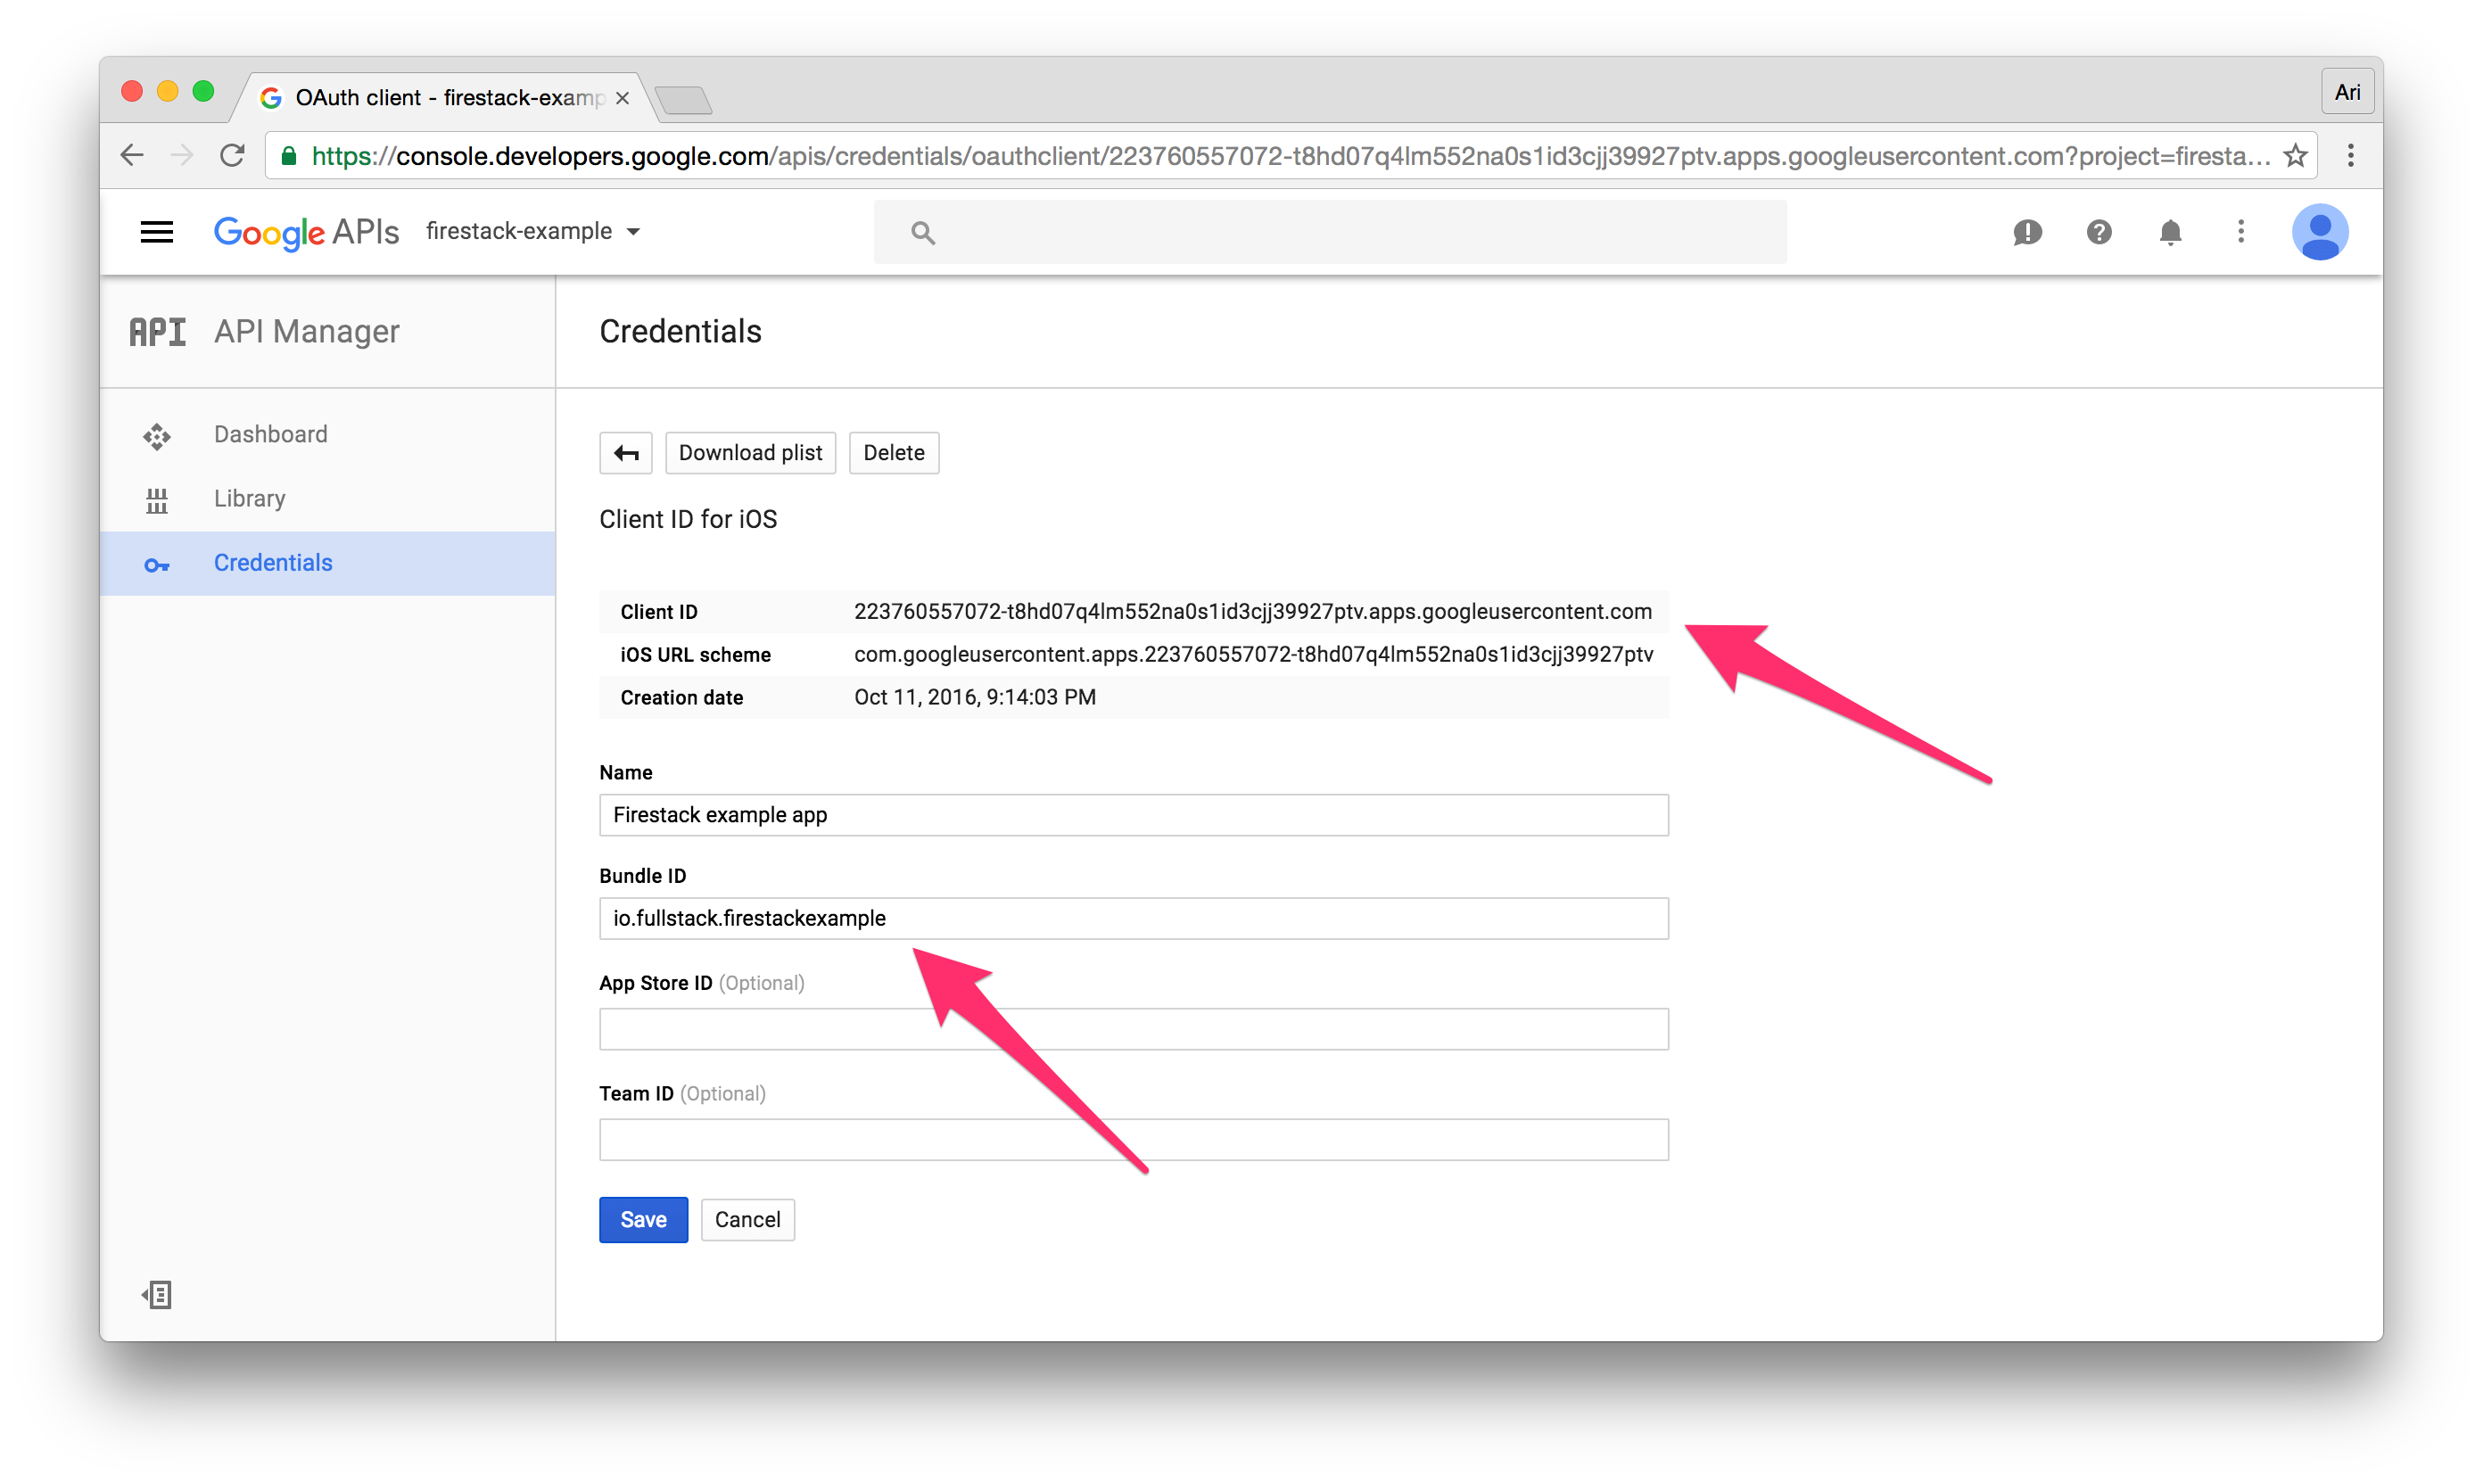 OAuth client - firestack-examp
Ari
https://console.developers.google.com/apis/credentials/oauthclient/223760557072-t8hd07q4lm552na0s1id3cjj39927ptv.apps.googleusercontent.com?project=firesta...
Google APIs firestack-example
API API Manager
Credentials
Dashboard
Library
Credentials
Download plist Delete
Client ID for iOS
Client ID 223760557072-t8hd07q4lm552na0s1id3cjj39927ptv.apps.googleusercontent.com
iOS URL scheme com.googleusercontent.apps.223760557072-t8hd07q4lm552na0s1id3cjj39927ptv
Creation date Oct 11, 2016, 9:14:03 PM
Name
Firestack example app
Bundle ID
io.fullstack.firestackexample
App Store ID (Optional)
Team ID (Optional)
Save Cancel